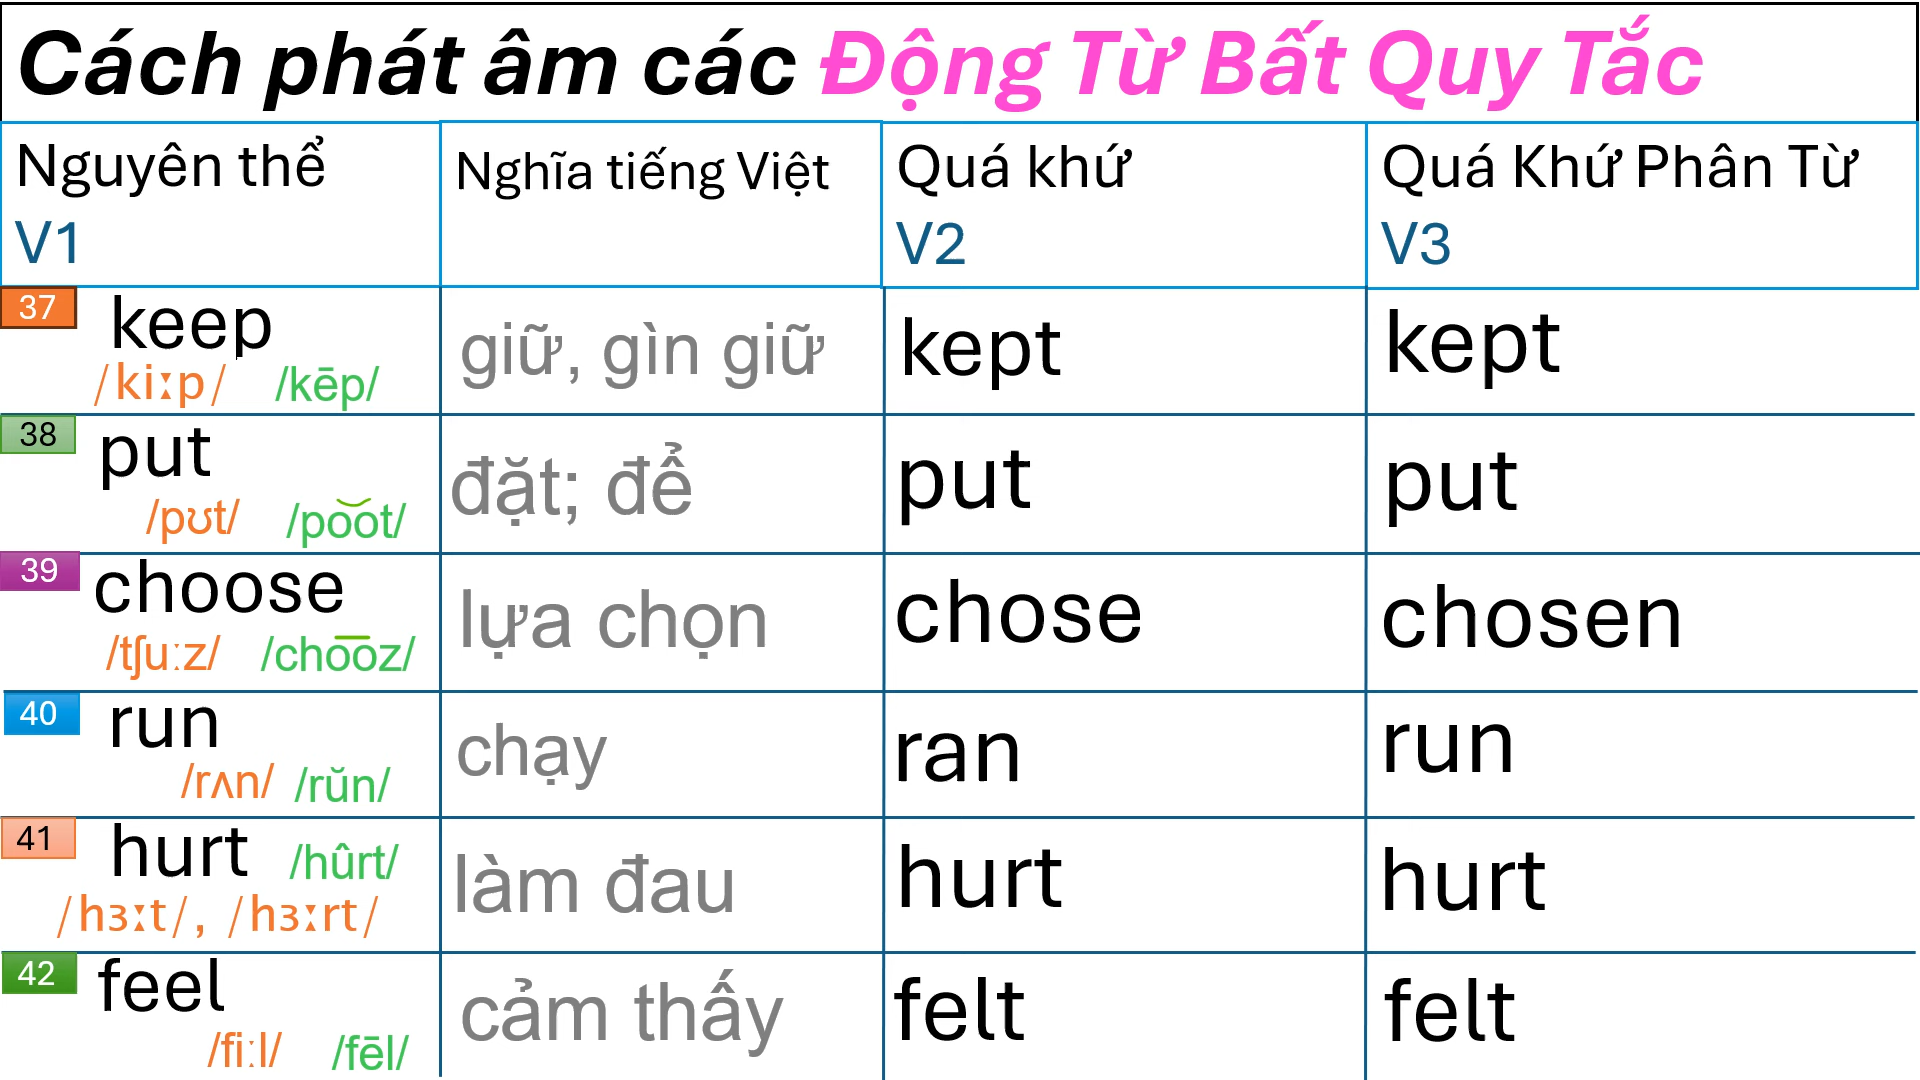 Cách phát âm các Động Từ Bất Quy Tắc
Nguyên thể
V1
Nghĩa tiếng Việt
Quá khứ
V2
Quá Khứ Phân Từ
V3
37
keep
/kiːp/ /kēp/
giữ, gìn giữ
kept
kept
38
put
/pʊt/ /po͝ot/
đặt; để
put
put
39
choose
/tʃuːz/ /cho͞oz/
lựa chọn
chose
chosen
40
run
/rʌn/ /rŭn/
chạy
ran
run
41
hurt /hûrt/
/hɜːt/, /hɜːrt/
làm đau
hurt
hurt
42
feel
/fiːl/ /fēl/
cảm thấy
felt
felt